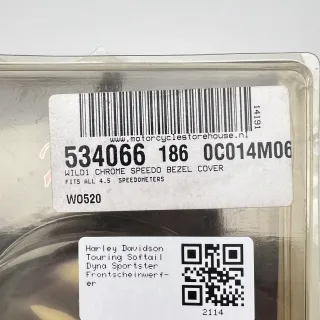 www.motorcyclestorehouse.nl
14191
534066 186 0C014M06
WILD1 CHROME SPEEDO BEZEL COVER
FITS ALL 4.5 SPEEDOMETERS
WO520
Harley Davidson
Touring Softail
Dyna Sportster
Frontscheinwerf-
er
2114